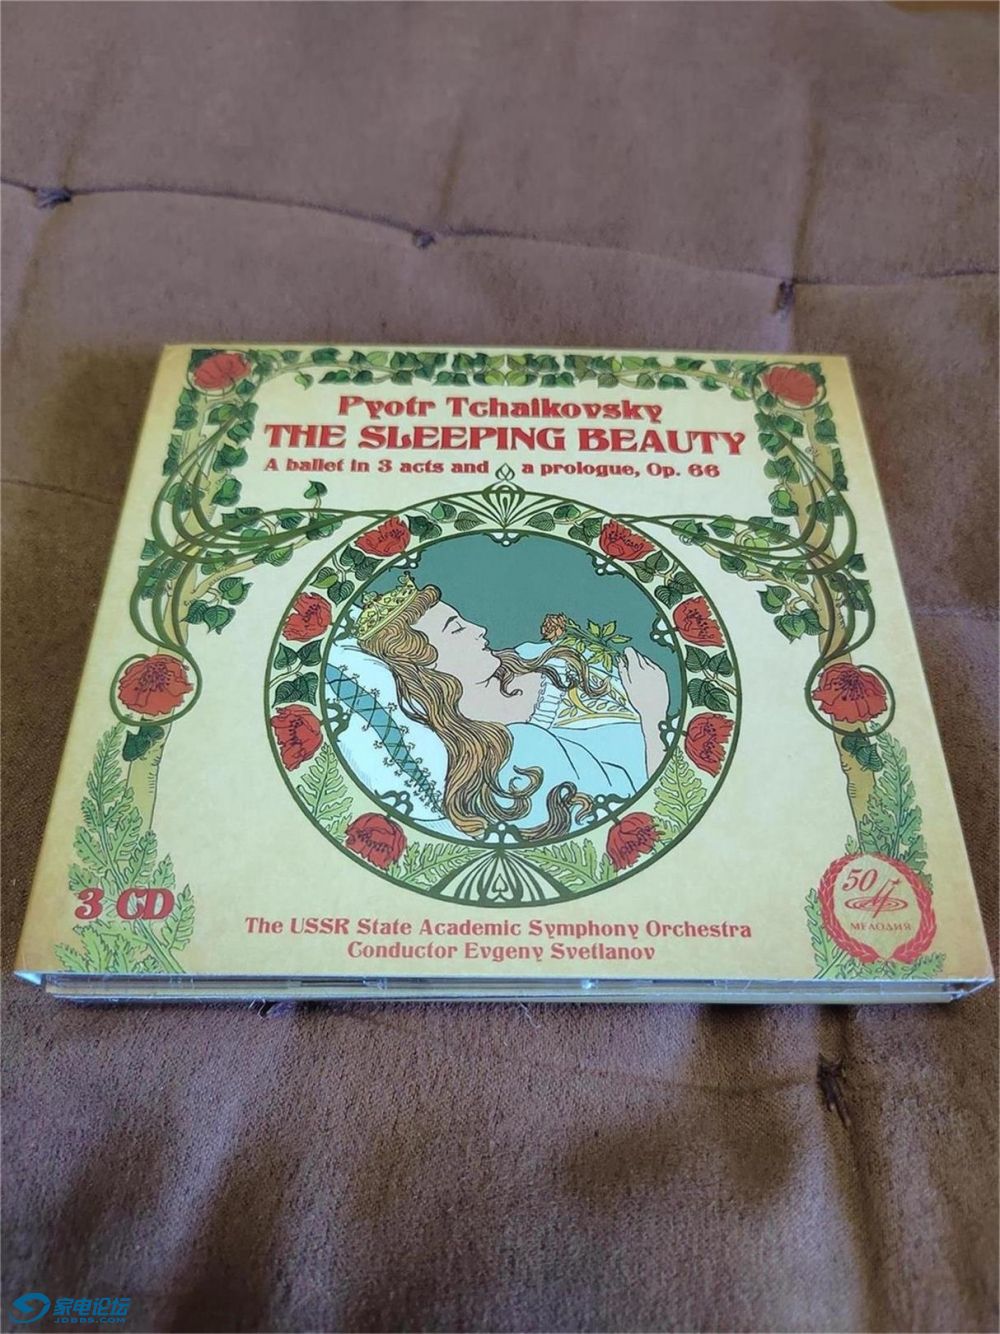 Pyotr Tchaikovsky
THE SLEEPING BEAUTY
A ballet in 3 acts and a prologue, Op. 66
3 CD
50
МЕЛОДИЯ
The USSR State Academic Symphony Orchestra
Conductor Evgeny Svetlanov
家电论坛
JDBBS.COM